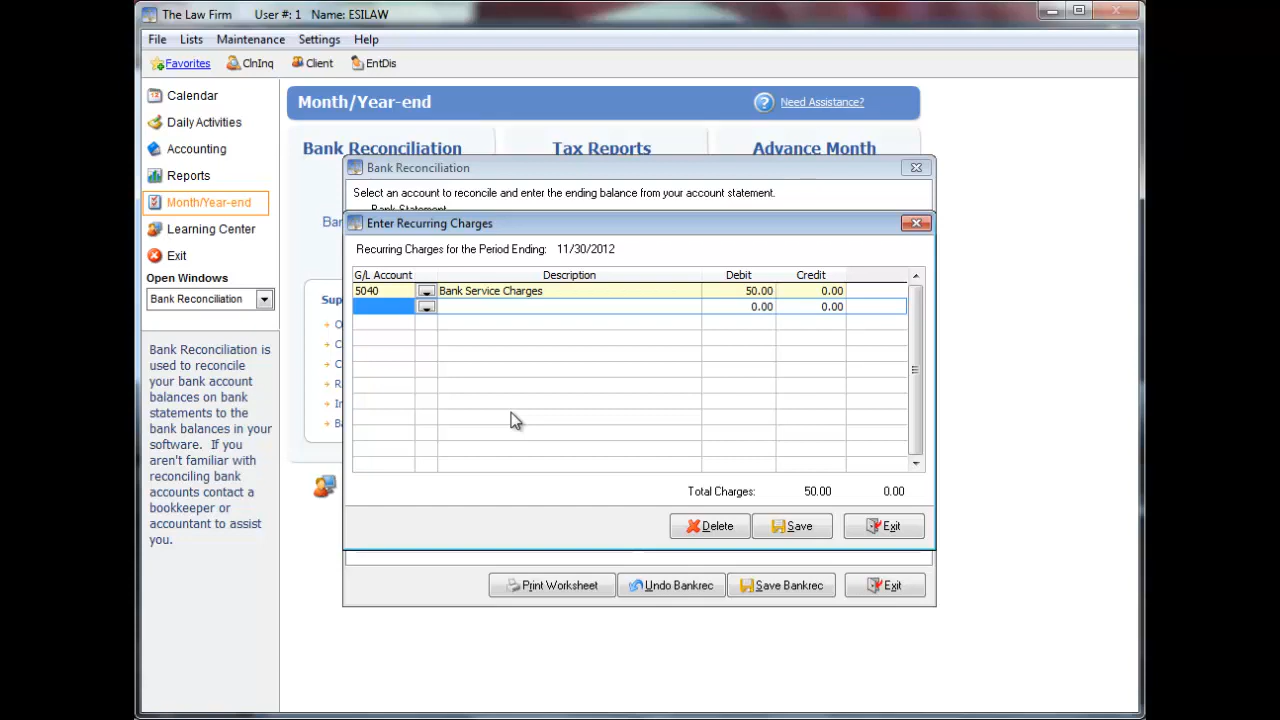 The Law Firm User #: 1 Name: ESILAW
File Lists Maintenance Settings Help
Favorites ClnInq Client EntDis
Calendar
Daily Activities
Accounting
Reports
Month/Year-end
Learning Center
Exit
Open Windows
Bank Reconciliation
Bank Reconciliation is
used to reconcile
your bank account
balances on bank
statements to the
bank balances in your
software. If you
aren't familiar with
reconciling bank
accounts contact a
bookkeeper or
accountant to assist
you.
Month/Year-end
Need Assistance?
Bank Reconciliation Tax Reports Advance Month
Bank Reconciliation
Select an account to reconcile and enter the ending balance from your account statement.
Bank Statement
Enter Recurring Charges
Recurring Charges for the Period Ending: 11/30/2012
G/L Account Description Debit Credit
5040 Bank Service Charges 50.00 0.00
0.00 0.00
Total Charges: 50.00 0.00
Delete Save Exit
Print Worksheet Undo Bankrec Save Bankrec Exit